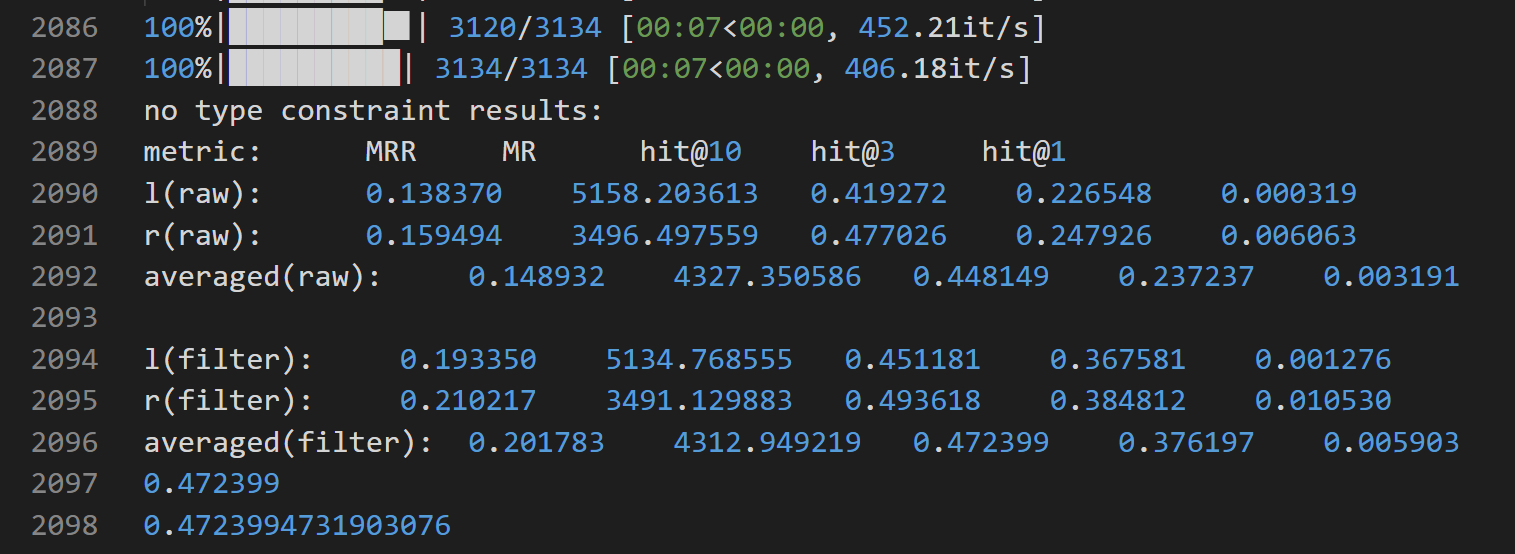 2086 100%|█████████▉| 3120/3134 [00:07<00:00, 452.21it/s]
2087 100%|██████████| 3134/3134 [00:07<00:00, 406.18it/s]
2088 no type constraint results:
2089 metric: MRR MR hit@10 hit@3 hit@1
2090 l(raw): 0.138370 5158.203613 0.419272 0.226548 0.000319
2091 r(raw): 0.159494 3496.497559 0.477026 0.247926 0.006063
2092 averaged(raw): 0.148932 4327.350586 0.448149 0.237237 0.003191
2093
2094 l(filter): 0.193350 5134.768555 0.451181 0.367581 0.001276
2095 r(filter): 0.210217 3491.129883 0.493618 0.384812 0.010530
2096 averaged(filter): 0.201783 4312.949219 0.472399 0.376197 0.005903
2097 0.472399
2098 0.4723994731903076